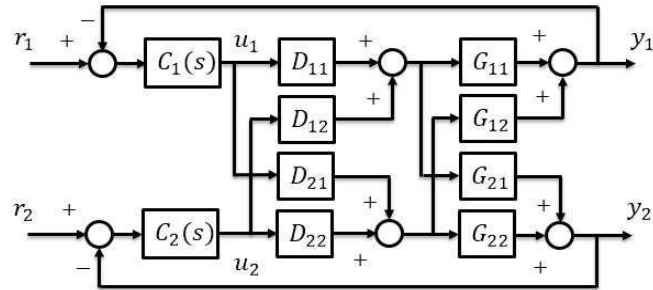 −
r₁ + C₁(s) u₁ D₁₁ + G₁₁ + y₁
D₁₂ + G₁₂ +
D₂₁ + G₂₁ +
r₂ + C₂(s) D₂₂ G₂₂ y₂
− u₂ + +